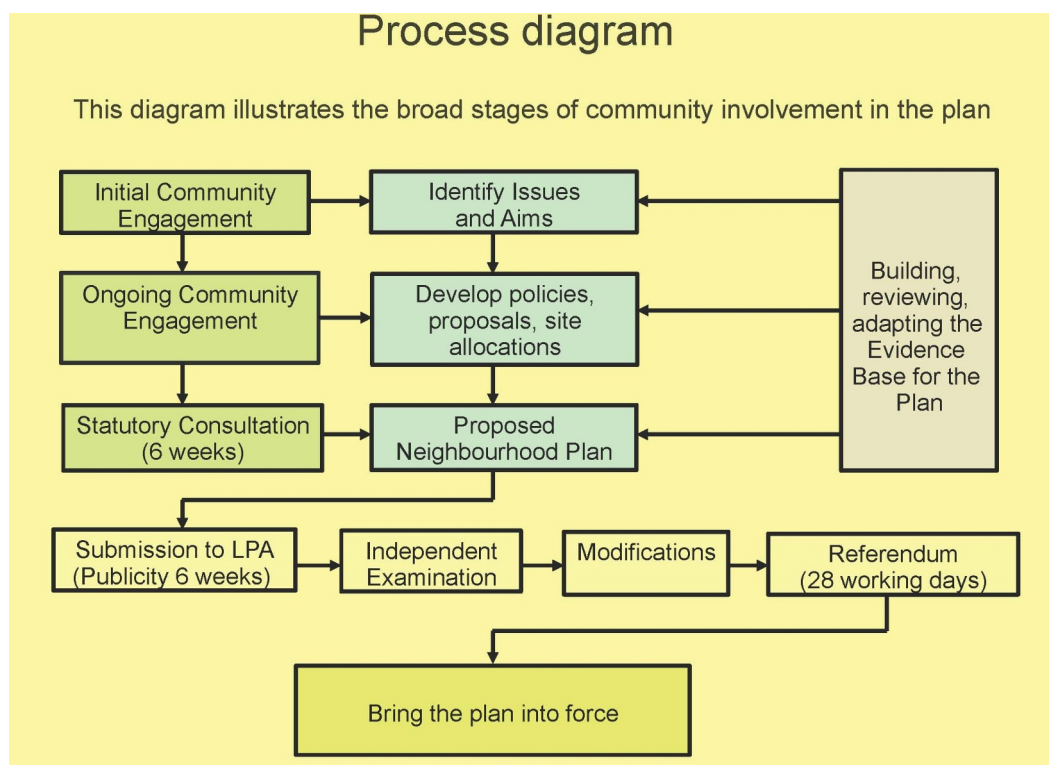 Process diagram
This diagram illustrates the broad stages of community involvement in the plan
Initial Community
Engagement
Identify Issues
and Aims
Building,
reviewing,
adapting the
Evidence
Base for the
Plan
Ongoing Community
Engagement
Develop policies,
proposals, site
allocations
Statutory Consultation
(6 weeks)
Proposed
Neighbourhood Plan
Submission to LPA
(Publicity 6 weeks)
Independent
Examination
Modifications
Referendum
(28 working days)
Bring the plan into force